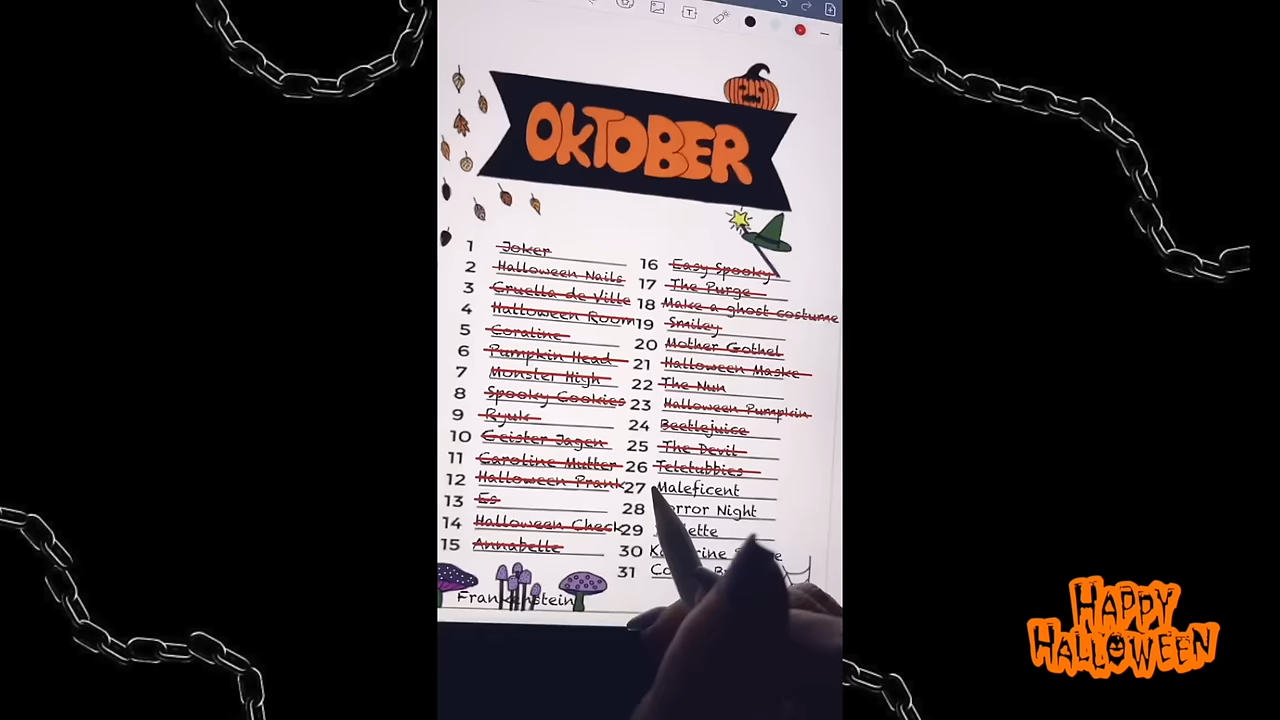 OKTOBER
1 Joker
2 Halloween Nails
3 Cruella de Ville
4 Halloween Room
5 Coraline
6 Pumpkin Head
7 Monster High
8 Spooky Cookies
9 Ryuk
10 Geister Jagen
11 Caroline Mutter
12 Halloween Prank
13 Es
14 Halloween Check
15 Annabelle
16 Easy Spooky
17 The Purge
18 Make a ghost costume
19 Smiley
20 Mother Gothel
21 Halloween Maske
22 The Nun
23 Halloween Pumpkin
24 Beetlejuice
25 The Devil
26 Teletubbies
27 Maleficent
28 Night
29
30
31
Frankenstein
HAPPY
HALLOWEEN